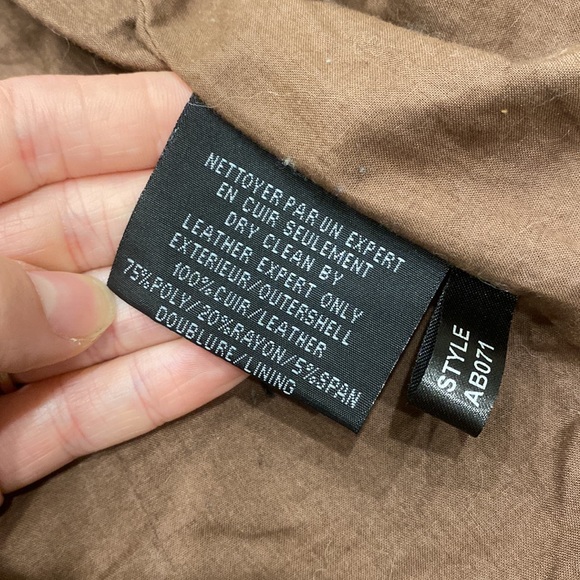 NETTOYER PAR UN EXPERT
EN CUIR SEULEMENT
DRY CLEAN BY
LEATHER EXPERT ONLY
EXTERIEUR/OUTERSHELL
100%CUIR/LEATHER
75%POLY/20%RAYON/5%SPAN
DOUBLURE/LINING
STYLE
AB071